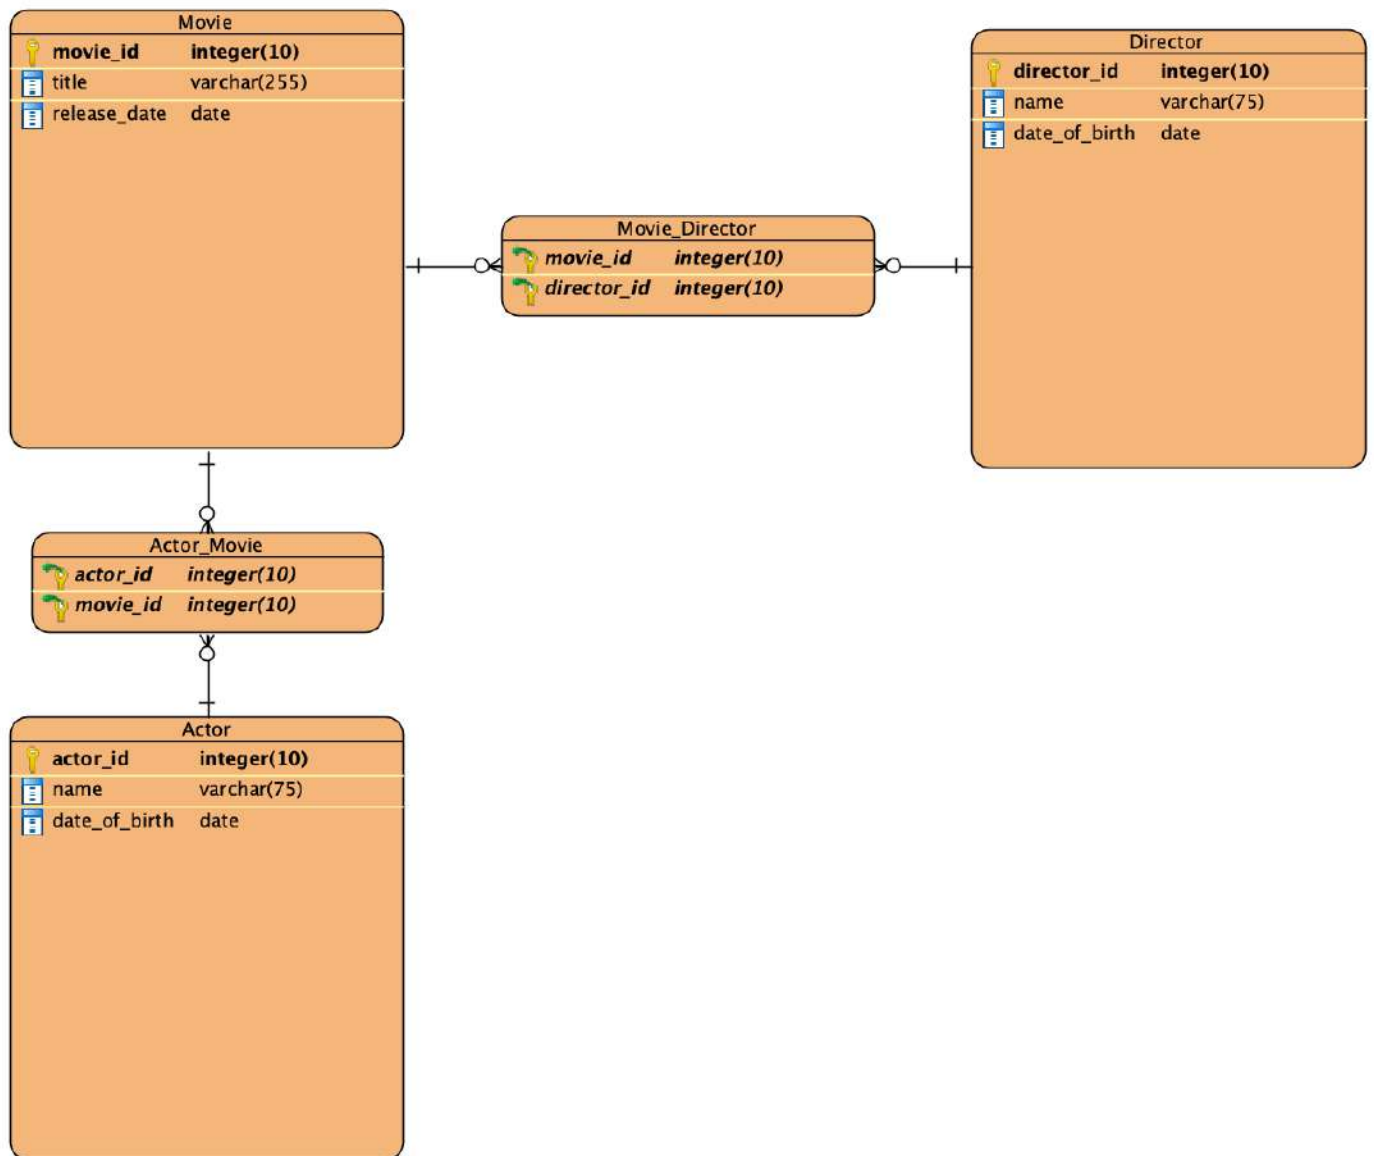 Movie
movie_id integer(10)
title varchar(255)
release_date date
Director
director_id integer(10)
name varchar(75)
date_of_birth date
Movie_Director
movie_id integer(10)
director_id integer(10)
Actor_Movie
actor_id integer(10)
movie_id integer(10)
Actor
actor_id integer(10)
name varchar(75)
date_of_birth date